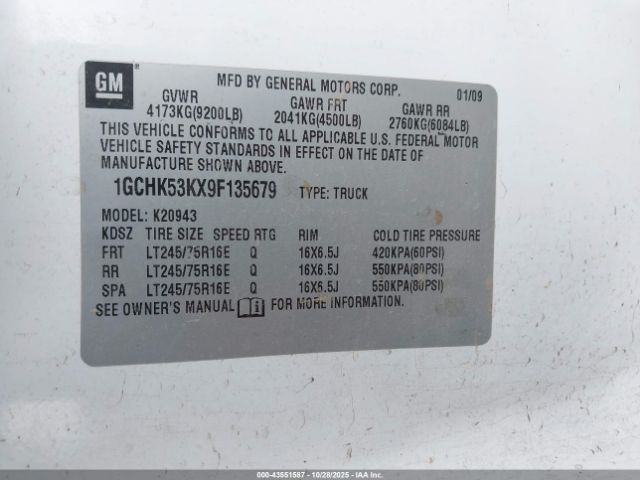 GM
MFD BY GENERAL MOTORS CORP. 01/09
GVWR GAWR FRT GAWR RR
4173KG(9200LB) 2041KG(4500LB) 2760KG(6084LB)
THIS VEHICLE CONFORMS TO ALL APPLICABLE U.S. FEDERAL MOTOR
VEHICLE SAFETY STANDARDS IN EFFECT ON THE DATE OF
MANUFACTURE SHOWN ABOVE.
1GCHK53KX9F135679 TYPE: TRUCK
MODEL: K20943
KDSZ TIRE SIZE SPEED RTG RIM COLD TIRE PRESSURE
FRT LT245/75R16E Q 16X6.5J 420KPA(60PSI)
RR LT245/75R16E Q 16X6.5J 550KPA(80PSI)
SPA LT245/75R16E Q 16X6.5J 550KPA(80PSI)
SEE OWNER'S MANUAL FOR MORE INFORMATION.
000-43551587 - 10/28/2025 - IAAI.COM